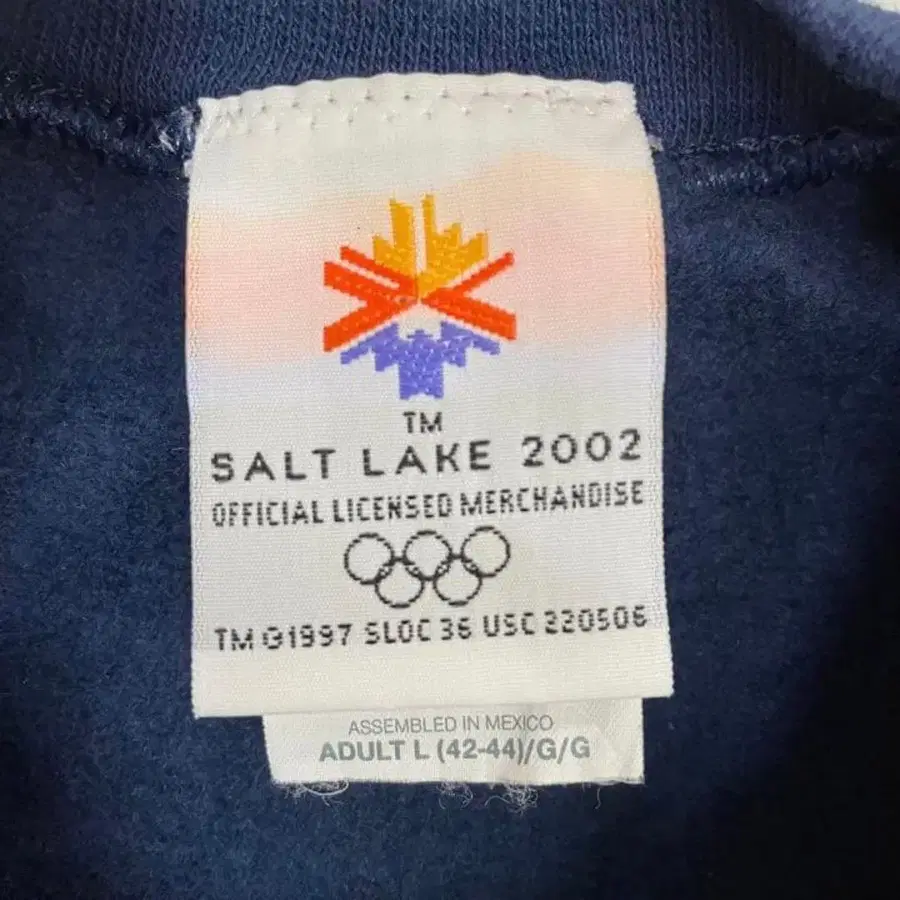 TM
SALT LAKE 2002
OFFICIAL LICENSED MERCHANDISE
TM ©1997 SLOC 36 USC 220506
ASSEMBLED IN MEXICO
ADULT L (42-44)/G/G